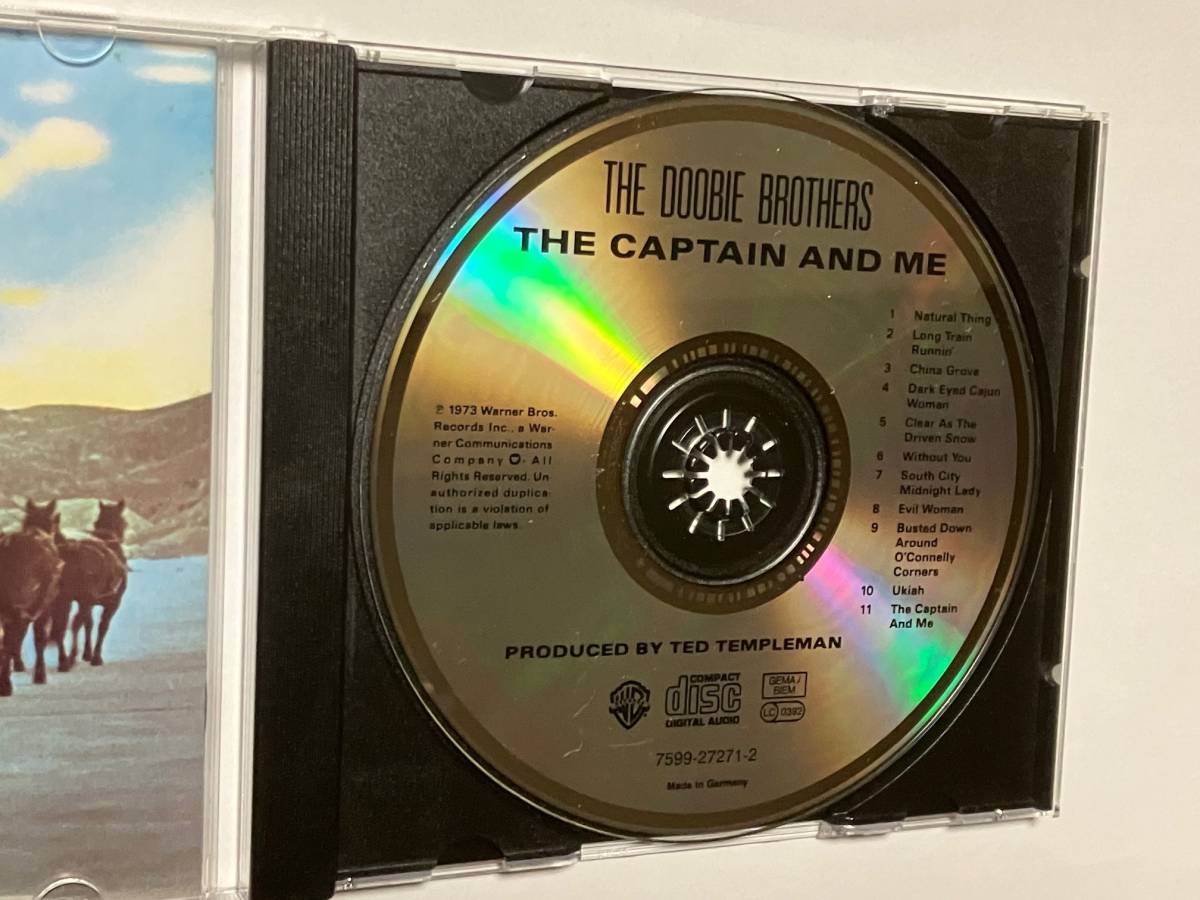 THE DOOBIE BROTHERS
THE CAPTAIN AND ME
1 Natural Thing
2 Long Train
Runnin'
3 China Grove
4 Dark Eyed Cajun
Woman
5 Clear As The
Driven Snow
6 Without You
7 South City
Midnight Lady
8 Evil Woman
9 Busted Down
Around
O'Connelly
Corners
10 Ukiah
11 The Captain
And Me
℗ 1973 Warner Bros.
Records Inc., a War-
ner Communications
Company W. All
Rights Reserved. Un
authorized duplica
tion is a violation of
applicable laws.
PRODUCED BY TED TEMPLEMAN
WB
COMPACT
disc
DIGITAL AUDIO
GEMA/
BIEM
LC 0392
7599-27271-2
Made in Germany